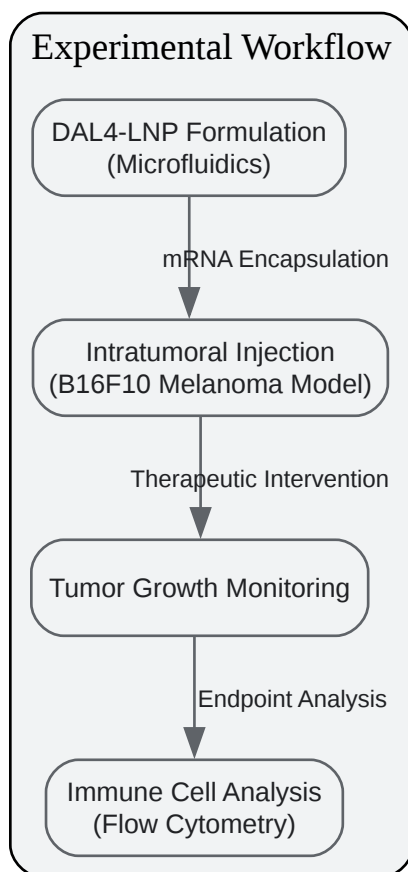 Experimental Workflow
DAL4-LNP Formulation
(Microfluidics)
mRNA Encapsulation
Intratumoral Injection
(B16F10 Melanoma Model)
Therapeutic Intervention
Tumor Growth Monitoring
Endpoint Analysis
Immune Cell Analysis
(Flow Cytometry)